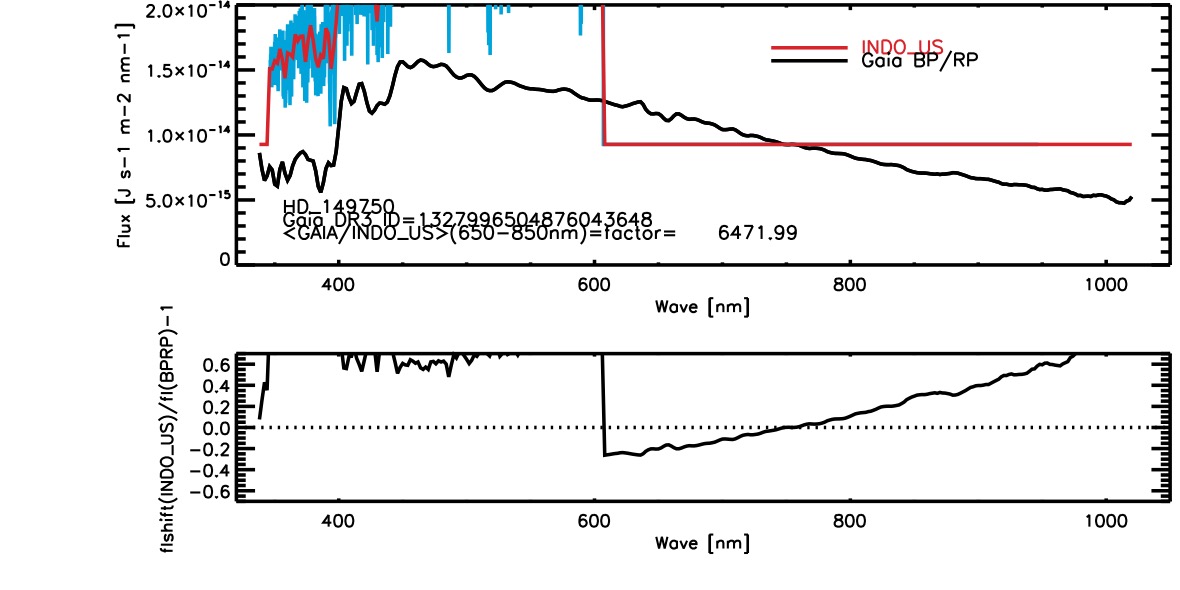 2.0×10⁻¹⁴
1.5×10⁻¹⁴
1.0×10⁻¹⁴
5.0×10⁻¹⁵
0
Flux [J s−1 m−2 nm−1]
INDO_US
Gaia BP/RP
HD_149750
Gaia DR3 ID=1327996504876043648
<GAIA/INDO_US>(650−850nm)=factor= 6471.99
400 600 800 1000
Wave [nm]
flshift(INDO_US)/fl(BPRP)−1
0.6
0.4
0.2
0.0
−0.2
−0.4
−0.6
400 600 800 1000
Wave [nm]